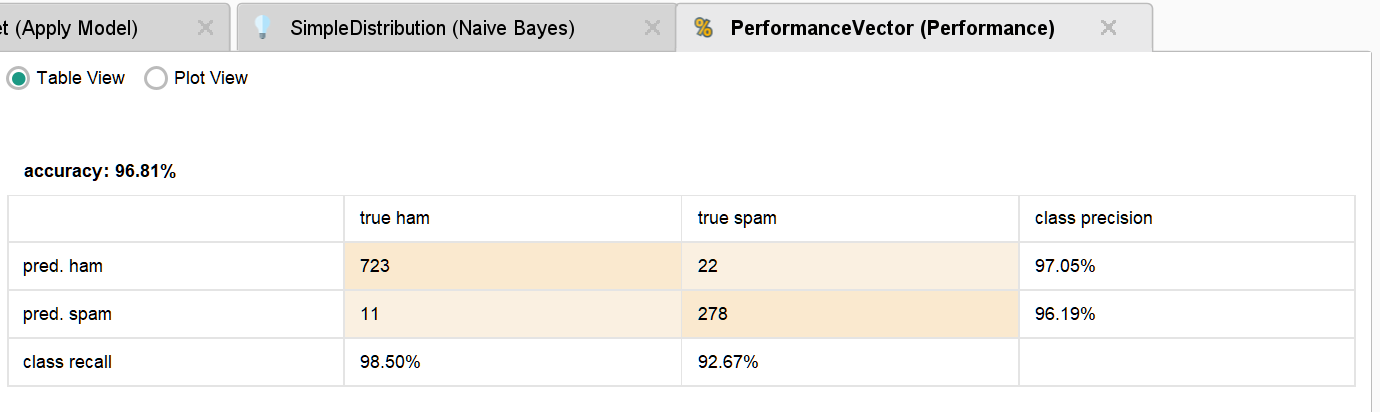 t (Apply Model) SimpleDistribution (Naive Bayes) % PerformanceVector (Performance)
Table View Plot View
accuracy: 96.81%
true ham true spam class precision
pred. ham 723 22 97.05%
pred. spam 11 278 96.19%
class recall 98.50% 92.67%